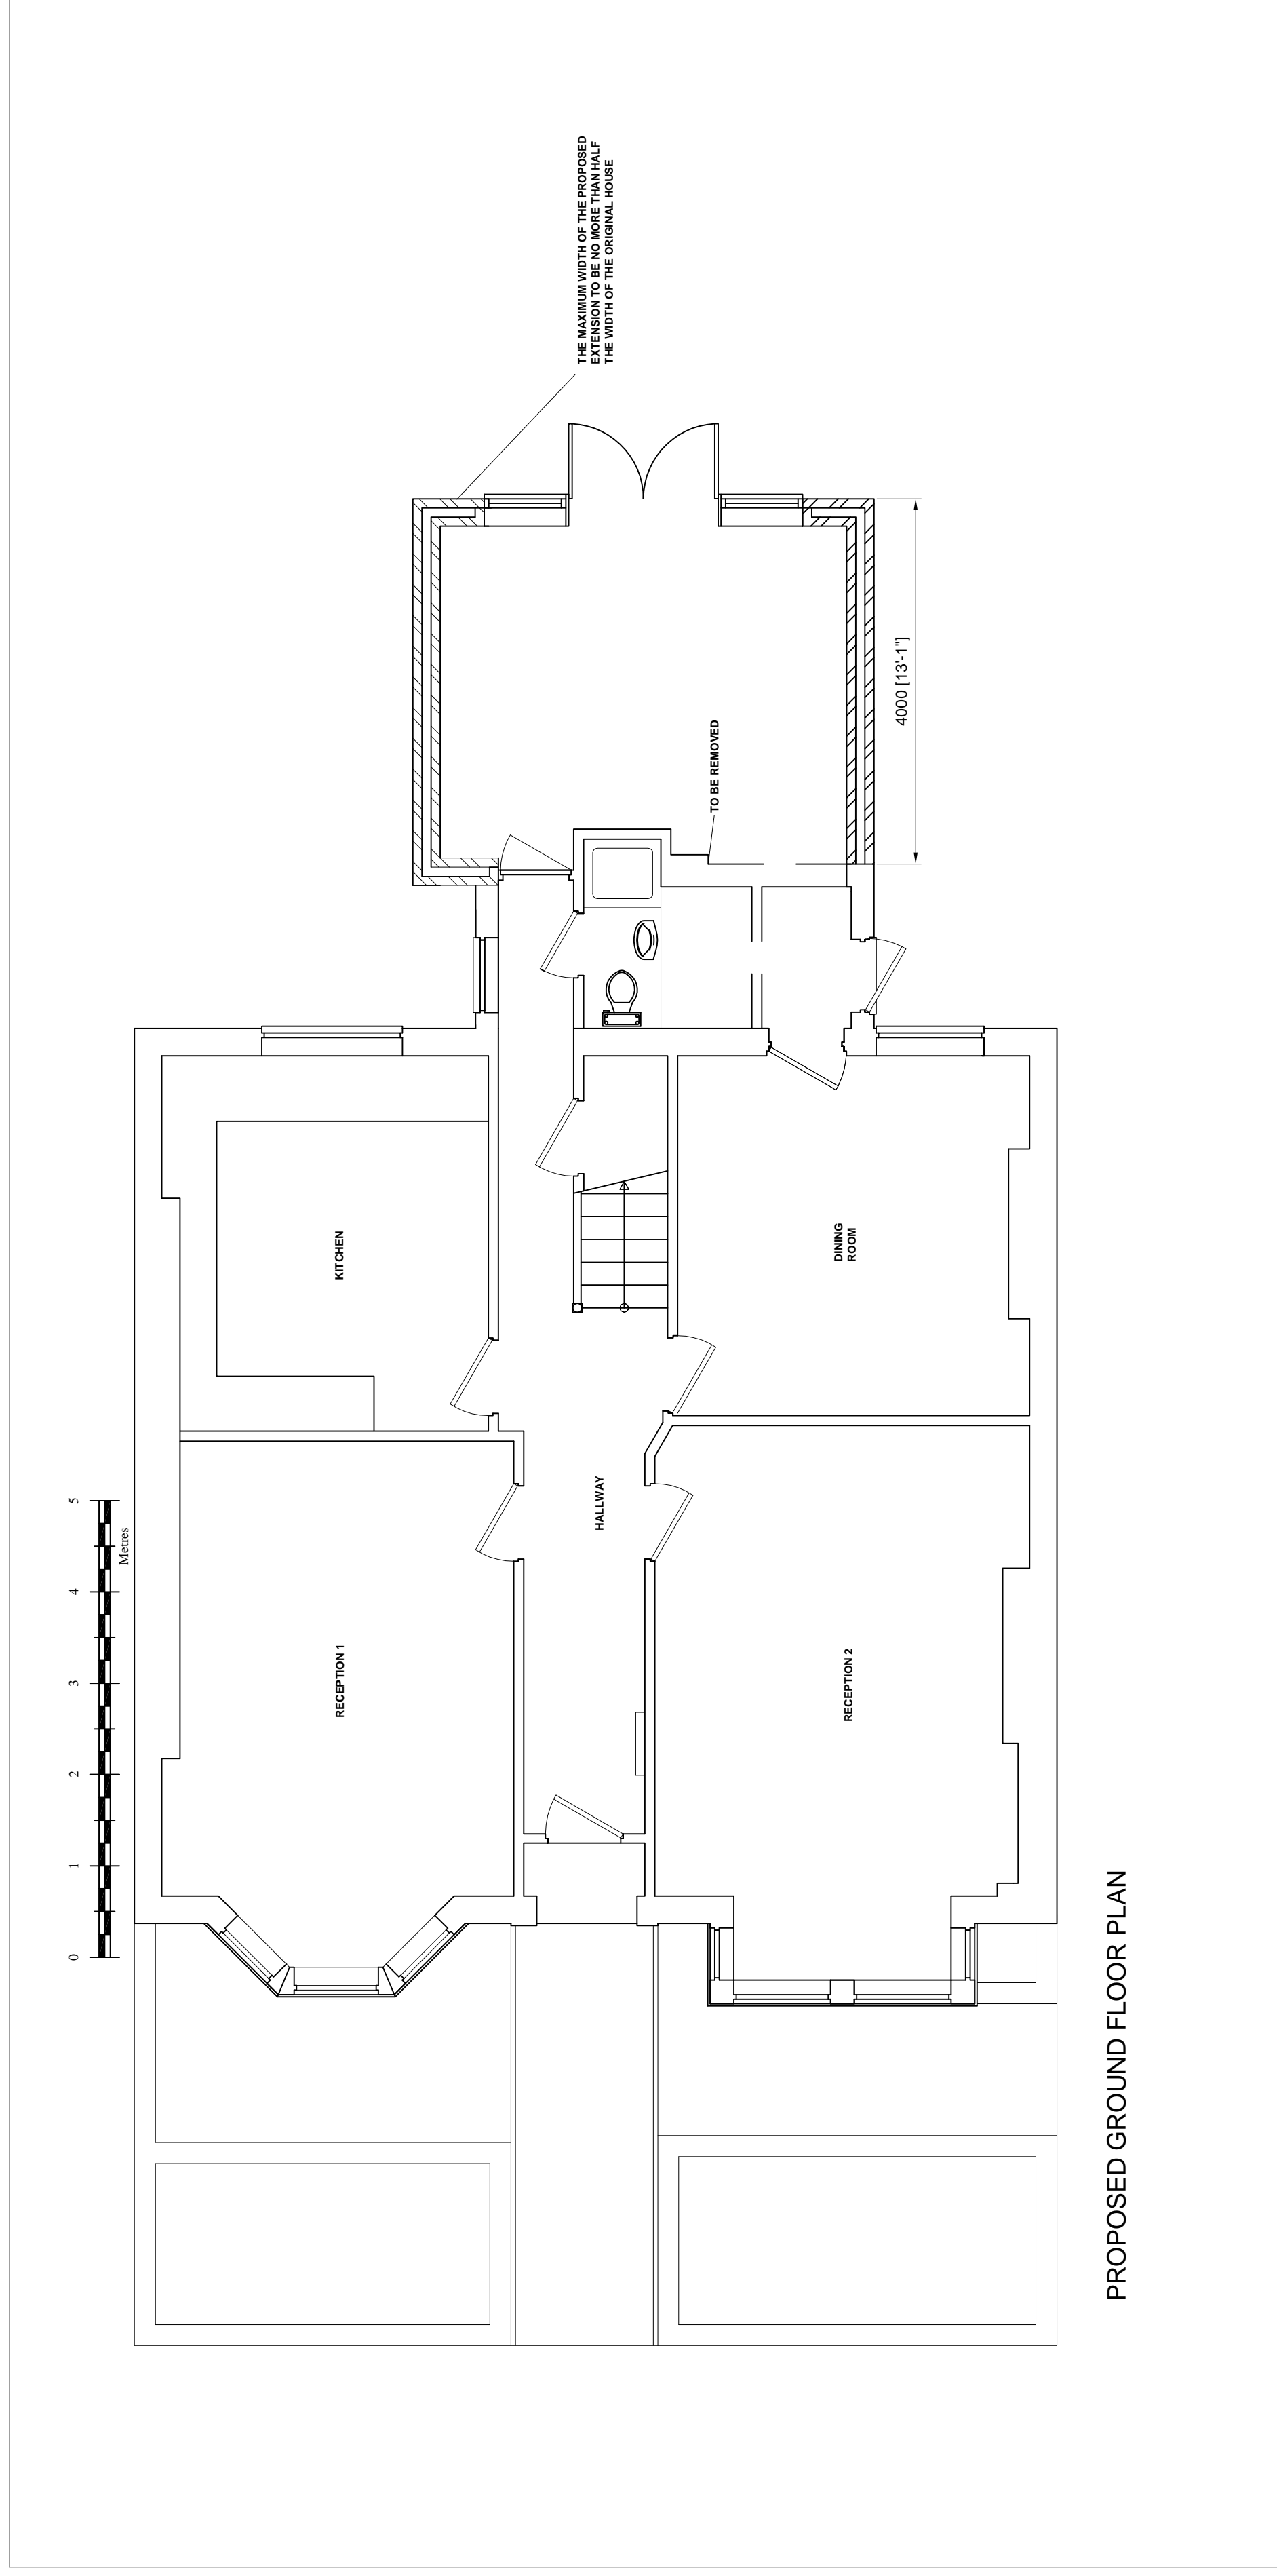 THE MAXIMUM WIDTH OF THE PROPOSED
EXTENSION TO BE NO MORE THAN HALF
THE WIDTH OF THE ORIGINAL HOUSE
4000 [13'-1"]
TO BE REMOVED
KITCHEN
DINING
ROOM
HALLWAY
RECEPTION 1
RECEPTION 2
0 1 2 3 4 5
Metres
PROPOSED GROUND FLOOR PLAN